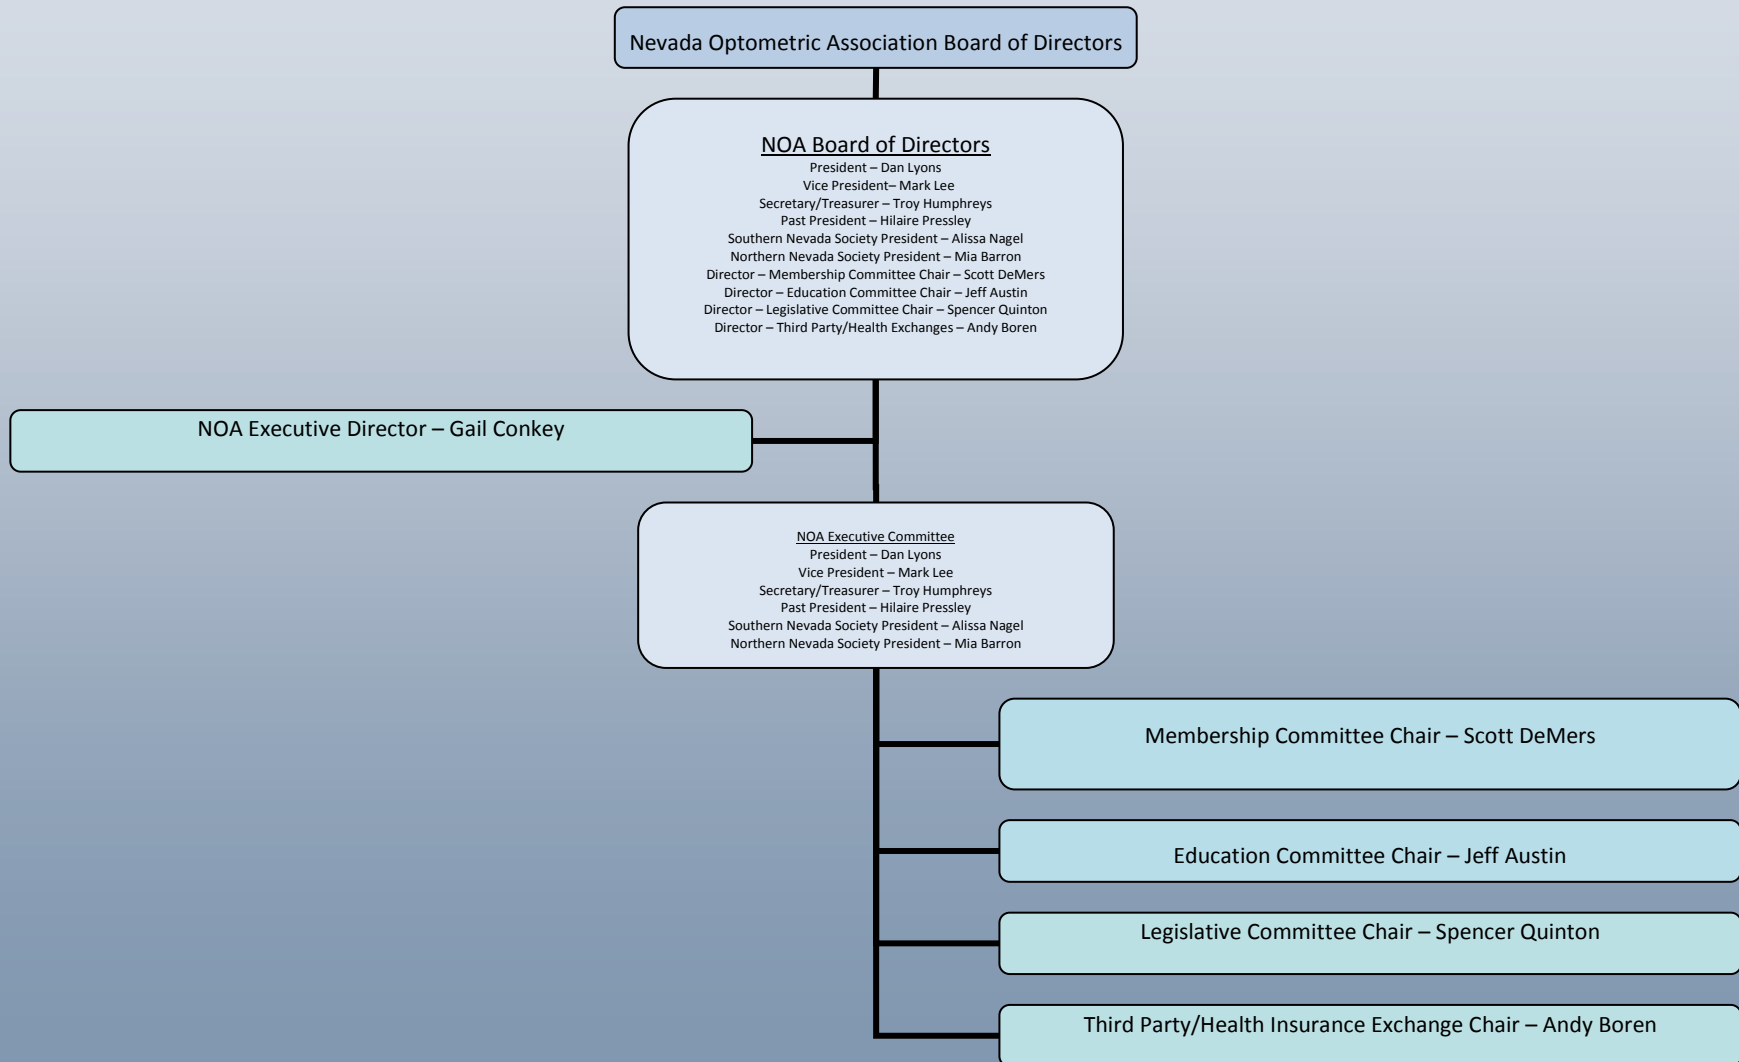 Nevada Optometric Association Board of Directors
NOA Board of Directors
President – Dan Lyons
Vice President– Mark Lee
Secretary/Treasurer – Troy Humphreys
Past President – Hilaire Pressley
Southern Nevada Society President – Alissa Nagel
Northern Nevada Society President – Mia Barron
Director – Membership Committee Chair – Scott DeMers
Director – Education Committee Chair – Jeff Austin
Director – Legislative Committee Chair – Spencer Quinton
Director – Third Party/Health Exchanges – Andy Boren
NOA Executive Director – Gail Conkey
NOA Executive Committee
President – Dan Lyons
Vice President – Mark Lee
Secretary/Treasurer – Troy Humphreys
Past President – Hilaire Pressley
Southern Nevada Society President – Alissa Nagel
Northern Nevada Society President – Mia Barron
Membership Committee Chair – Scott DeMers
Education Committee Chair – Jeff Austin
Legislative Committee Chair – Spencer Quinton
Third Party/Health Insurance Exchange Chair – Andy Boren